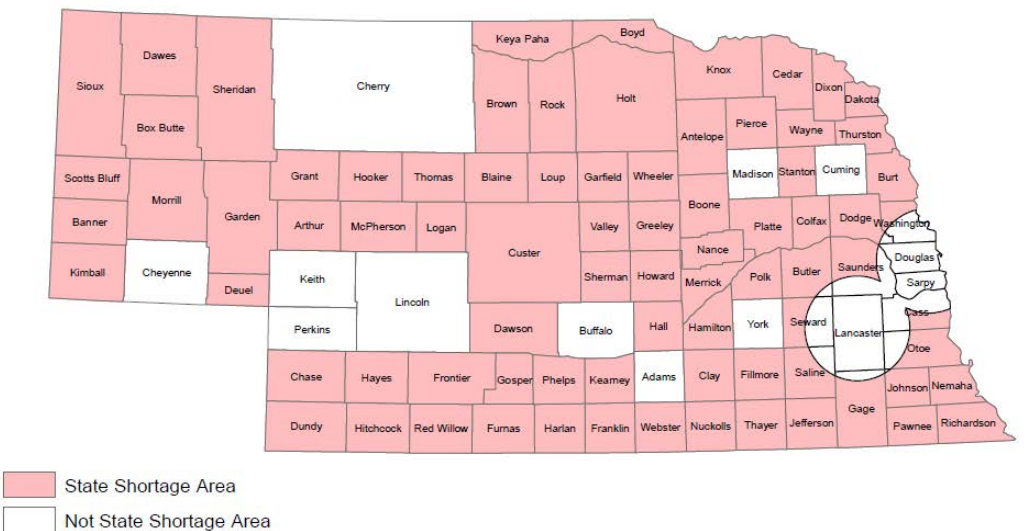 Keya Paha
Boyd
Dawes
Sioux
Sheridan
Cherry
Knox
Cedar
Dixon
Dakota
Brown
Rock
Holt
Box Butte
Antelope
Pierce
Wayne
Thurston
Scotts Bluff
Grant
Hooker
Thomas
Blaine
Loup
Garfield
Wheeler
Madison
Stanton
Cuming
Burt
Morrill
Garden
Banner
Arthur
McPherson
Logan
Custer
Valley
Greeley
Boone
Platte
Colfax
Dodge
Washington
Kimball
Cheyenne
Deuel
Keith
Lincoln
Sherman
Howard
Nance
Merrick
Polk
Butler
Saunders
Douglas
Sarpy
Perkins
Dawson
Buffalo
Hall
Hamilton
York
Seward
Lancaster
Cass
Otoe
Chase
Hayes
Frontier
Gosper
Phelps
Kearney
Adams
Clay
Fillmore
Saline
Johnson
Nemaha
Dundy
Hitchcock
Red Willow
Furnas
Harlan
Franklin
Webster
Nuckolls
Thayer
Jefferson
Gage
Pawnee
Richardson
State Shortage Area
Not State Shortage Area